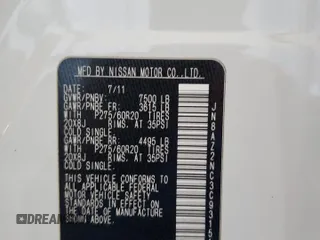 MFD BY NISSAN MOTOR CO.,LTD.
DATE: 7/11
GVWR/PNBV: 7500 LB
GAWR/PNBE FR: 3615 LB
WITH P275/60R20 TIRES
20X8J RIMS. AT 35PSI
COLD SINGLE.
GAWR/PNBE RR: 4495 LB
WITH P275/60R20 TIRES
20X8J RIMS. AT 35PSI
COLD SINGLE.
THIS VEHICLE CONFORMS TO
ALL APPLICABLE FEDERAL
MOTOR VEHICLE SAFETY
STANDARDS IN EFFECT ON
THE DATE OF MANUFACTURE
SHOWN ABOVE.